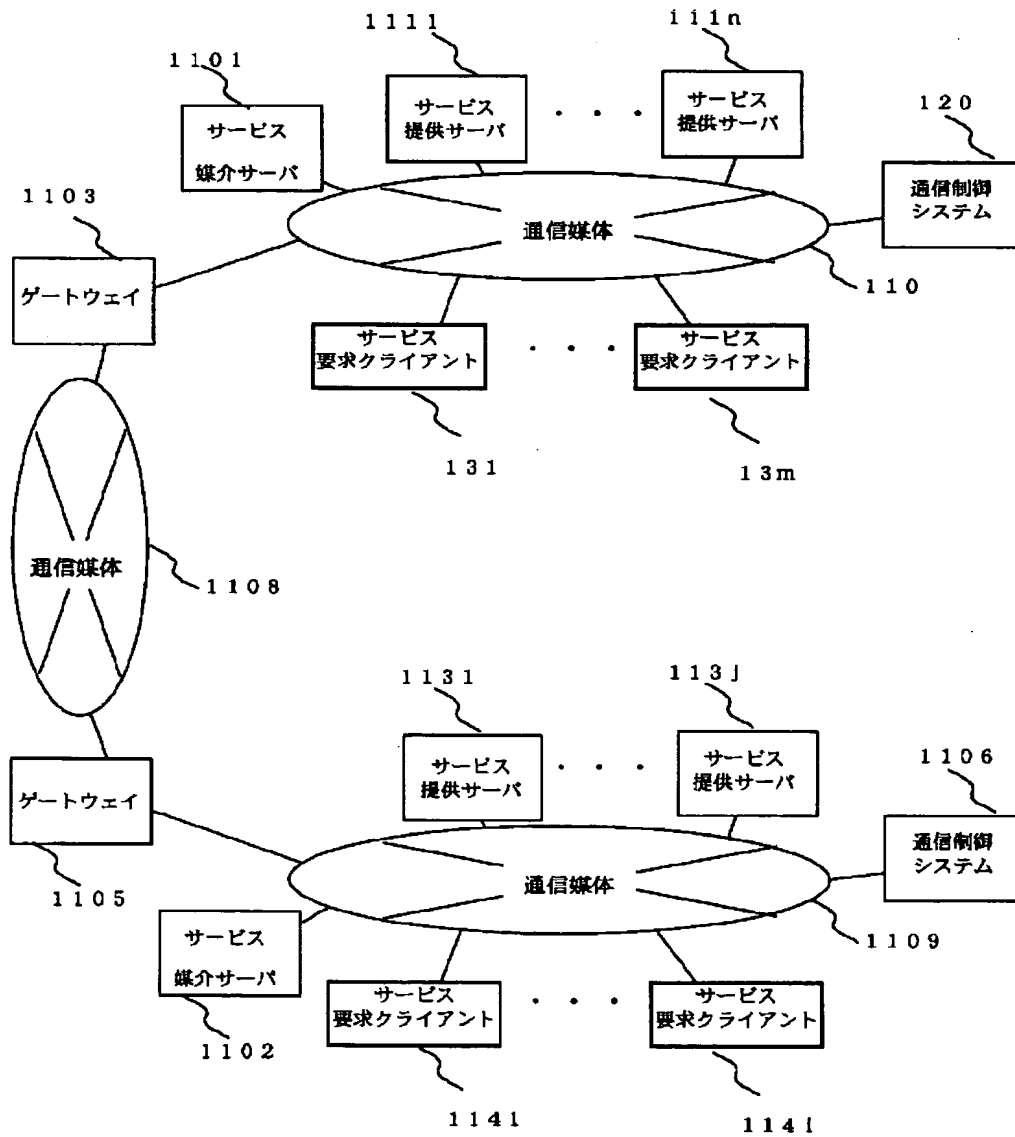 1111
111n
1101
サービス
提供サーバ
・・・
サービス
提供サーバ
120
サービス
媒介サーバ
通信制御
システム
1103
通信媒体
ゲートウェイ
110
サービス
要求クライアント
・・・
サービス
要求クライアント
131
13m
通信媒体
1108
1131
113j
サービス
提供サーバ
・・・
サービス
提供サーバ
1106
ゲートウェイ
通信制御
システム
通信媒体
1105
サービス
媒介サーバ
1109
サービス
要求クライアント
・・・
サービス
要求クライアント
1102
1141
114l